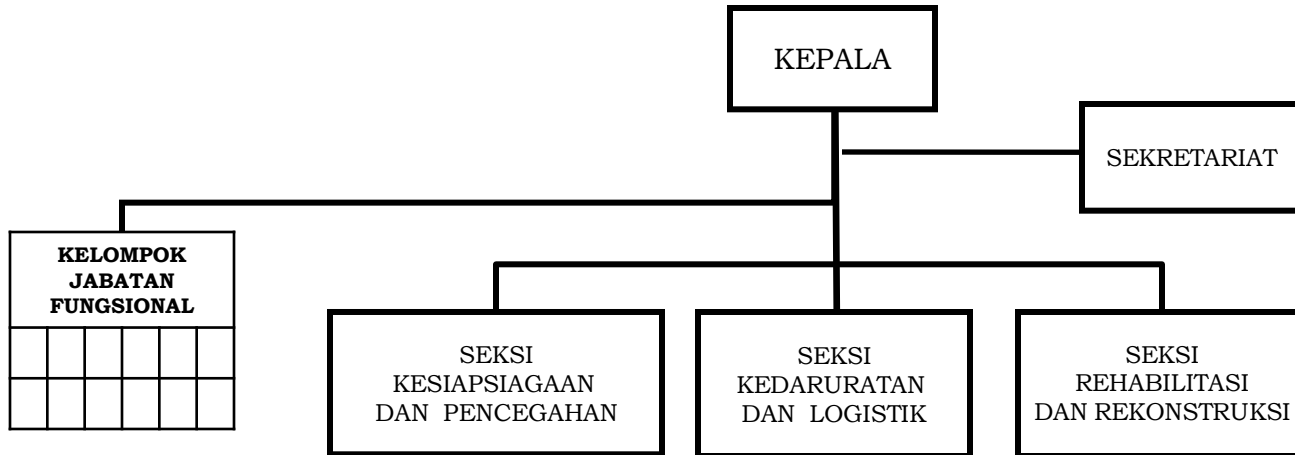 KEPALA
SEKRETARIAT
KELOMPOK
JABATAN
FUNGSIONAL
SEKSI
KESIAPSIAGAAN
DAN PENCEGAHAN
SEKSI
KEDARURATAN
DAN LOGISTIK
SEKSI
REHABILITASI
DAN REKONSTRUKSI